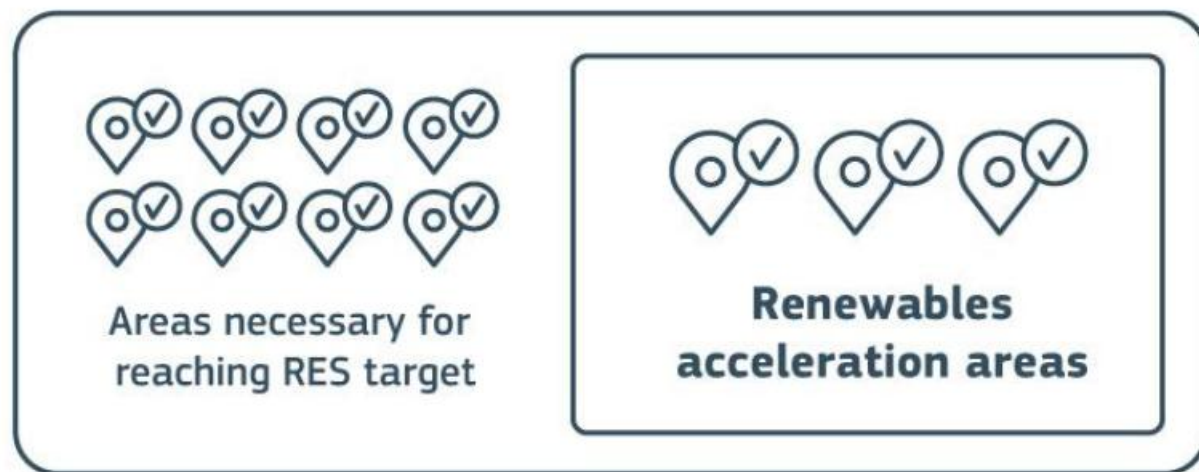 Areas necessary for
reaching RES target
Renewables
acceleration areas